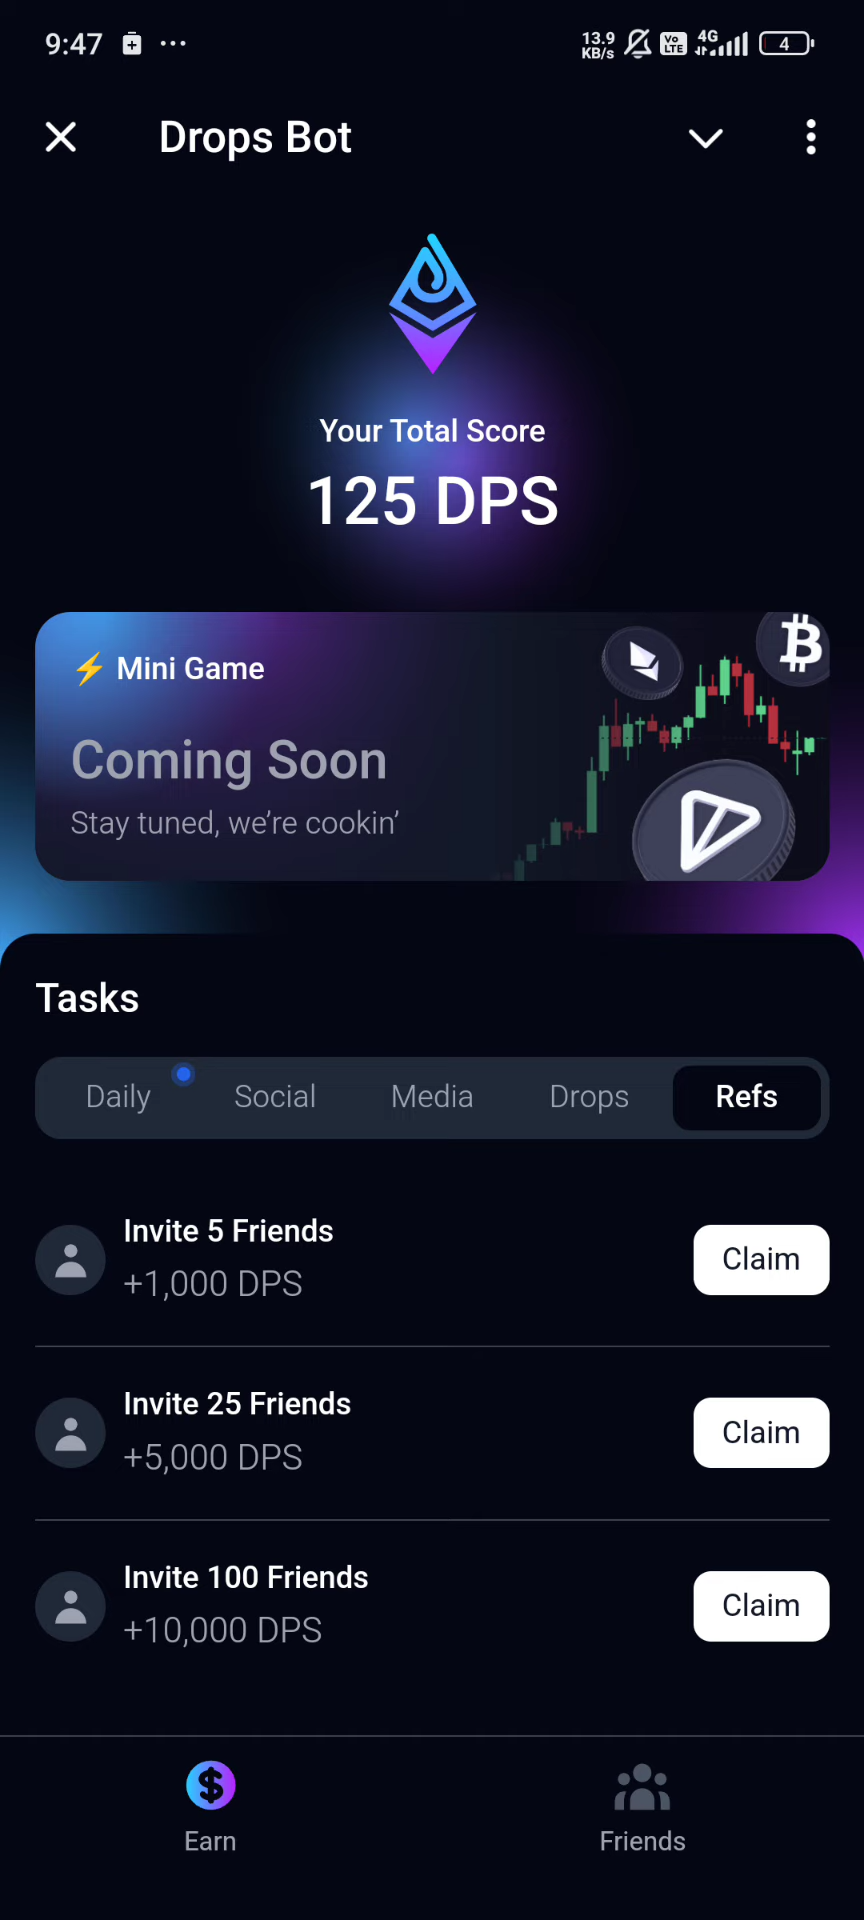 9:47
13.9
KB/s
Vo
LTE
4G
4
Drops Bot
Your Total Score
125 DPS
⚡ Mini Game
Coming Soon
Stay tuned, we’re cookin’
Tasks
Daily Social Media Drops Refs
Invite 5 Friends
+1,000 DPS
Claim
Invite 25 Friends
+5,000 DPS
Claim
Invite 100 Friends
+10,000 DPS
Claim
Earn
Friends